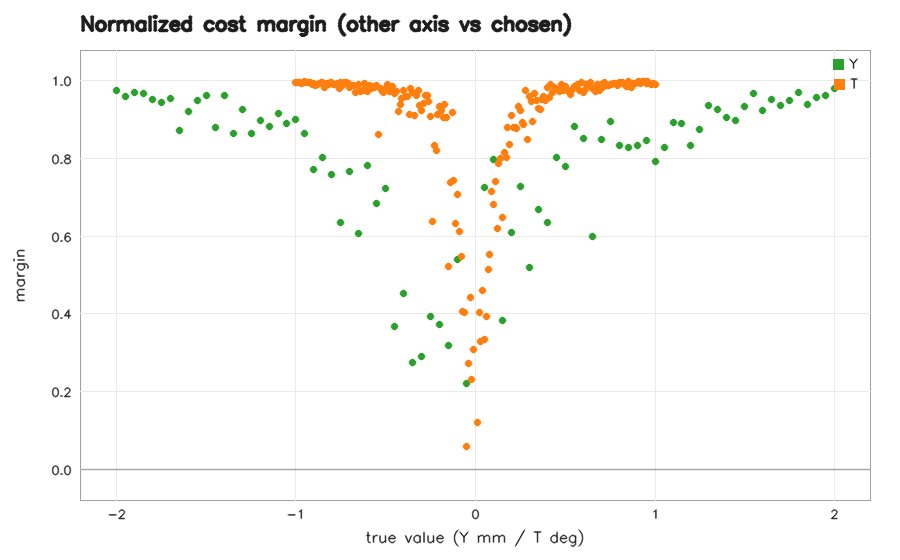 Normalized cost margin (other axis vs chosen)
Y
T
1.0
0.8
0.6
0.4
0.2
0.0
margin
−2
−1
0
1
2
true value (Y mm / T deg)